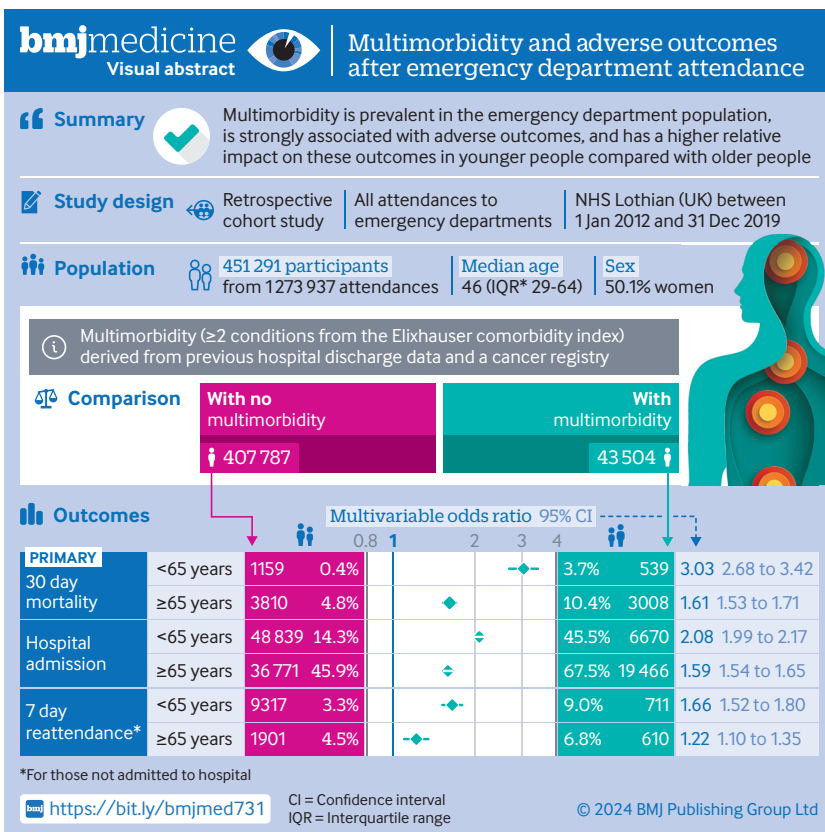 bmjmedicine
Visual abstract
Multimorbidity and adverse outcomes
after emergency department attendance
Summary
Multimorbidity is prevalent in the emergency department population,
is strongly associated with adverse outcomes, and has a higher relative
impact on these outcomes in younger people compared with older people
Study design
Retrospective
cohort study
All attendances to
emergency departments
NHS Lothian (UK) between
1 Jan 2012 and 31 Dec 2019
Population
451 291 participants
from 1 273 937 attendances
Median age
46 (IQR* 29-64)
Sex
50.1% women
Multimorbidity (≥2 conditions from the Elixhauser comorbidity index)
derived from previous hospital discharge data and a cancer registry
Comparison
With no
multimorbidity
407 787
With
multimorbidity
43 504
Outcomes
Multivariable odds ratio 95% CI
0.8 1 2 3 4
PRIMARY
30 day
mortality
<65 years 1159 0.4% 3.7% 539 3.03 2.68 to 3.42
≥65 years 3810 4.8% 10.4% 3008 1.61 1.53 to 1.71
Hospital
admission
<65 years 48 839 14.3% 45.5% 6670 2.08 1.99 to 2.17
≥65 years 36 771 45.9% 67.5% 19 466 1.59 1.54 to 1.65
7 day
reattendance*
<65 years 9317 3.3% 9.0% 711 1.66 1.52 to 1.80
≥65 years 1901 4.5% 6.8% 610 1.22 1.10 to 1.35
*For those not admitted to hospital
bmj https://bit.ly/bmjmed731
CI = Confidence interval
IQR = Interquartile range
© 2024 BMJ Publishing Group Ltd